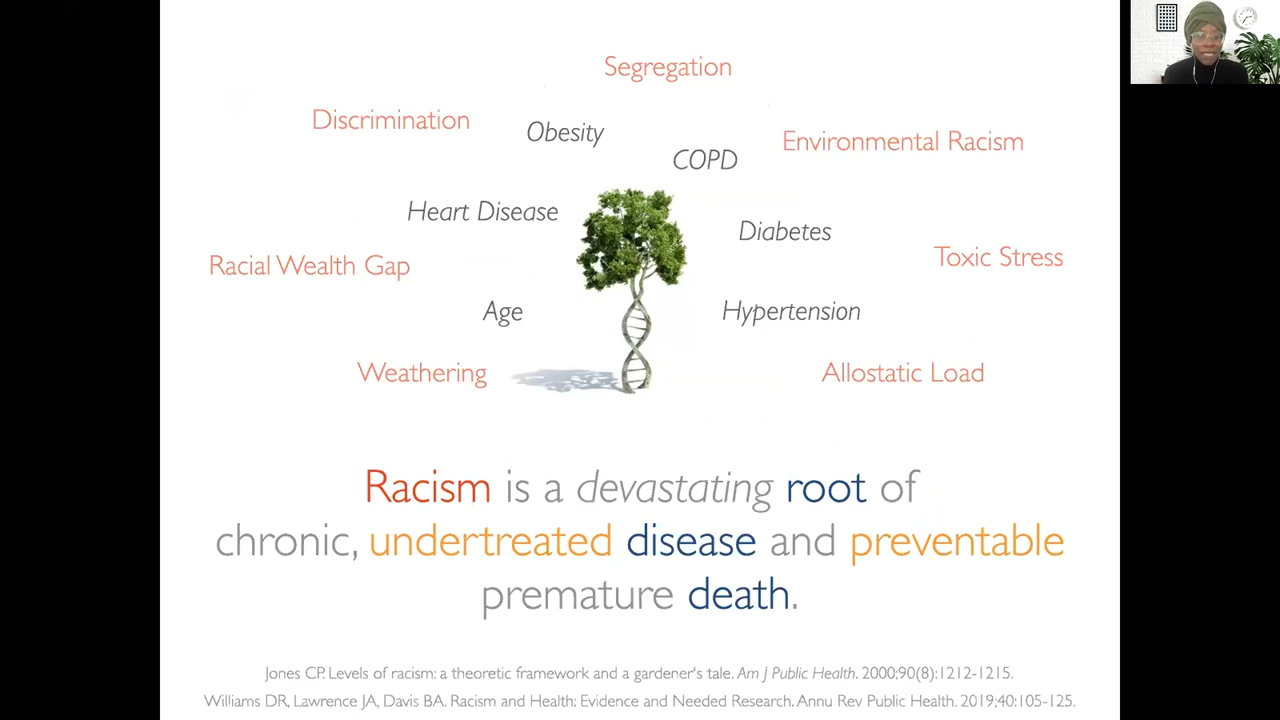 Segregation
Discrimination
Obesity
Environmental Racism
COPD
Heart Disease
Diabetes
Racial Wealth Gap
Toxic Stress
Age
Hypertension
Weathering
Allostatic Load
Racism is a devastating root of
chronic, undertreated disease and preventable
premature death.
Jones CP. Levels of racism: a theoretic framework and a gardener's tale. Am J Public Health. 2000;90(8):1212-1215.
Williams DR, Lawrence JA, Davis BA. Racism and Health: Evidence and Needed Research. Annu Rev Public Health. 2019;40:105-125.